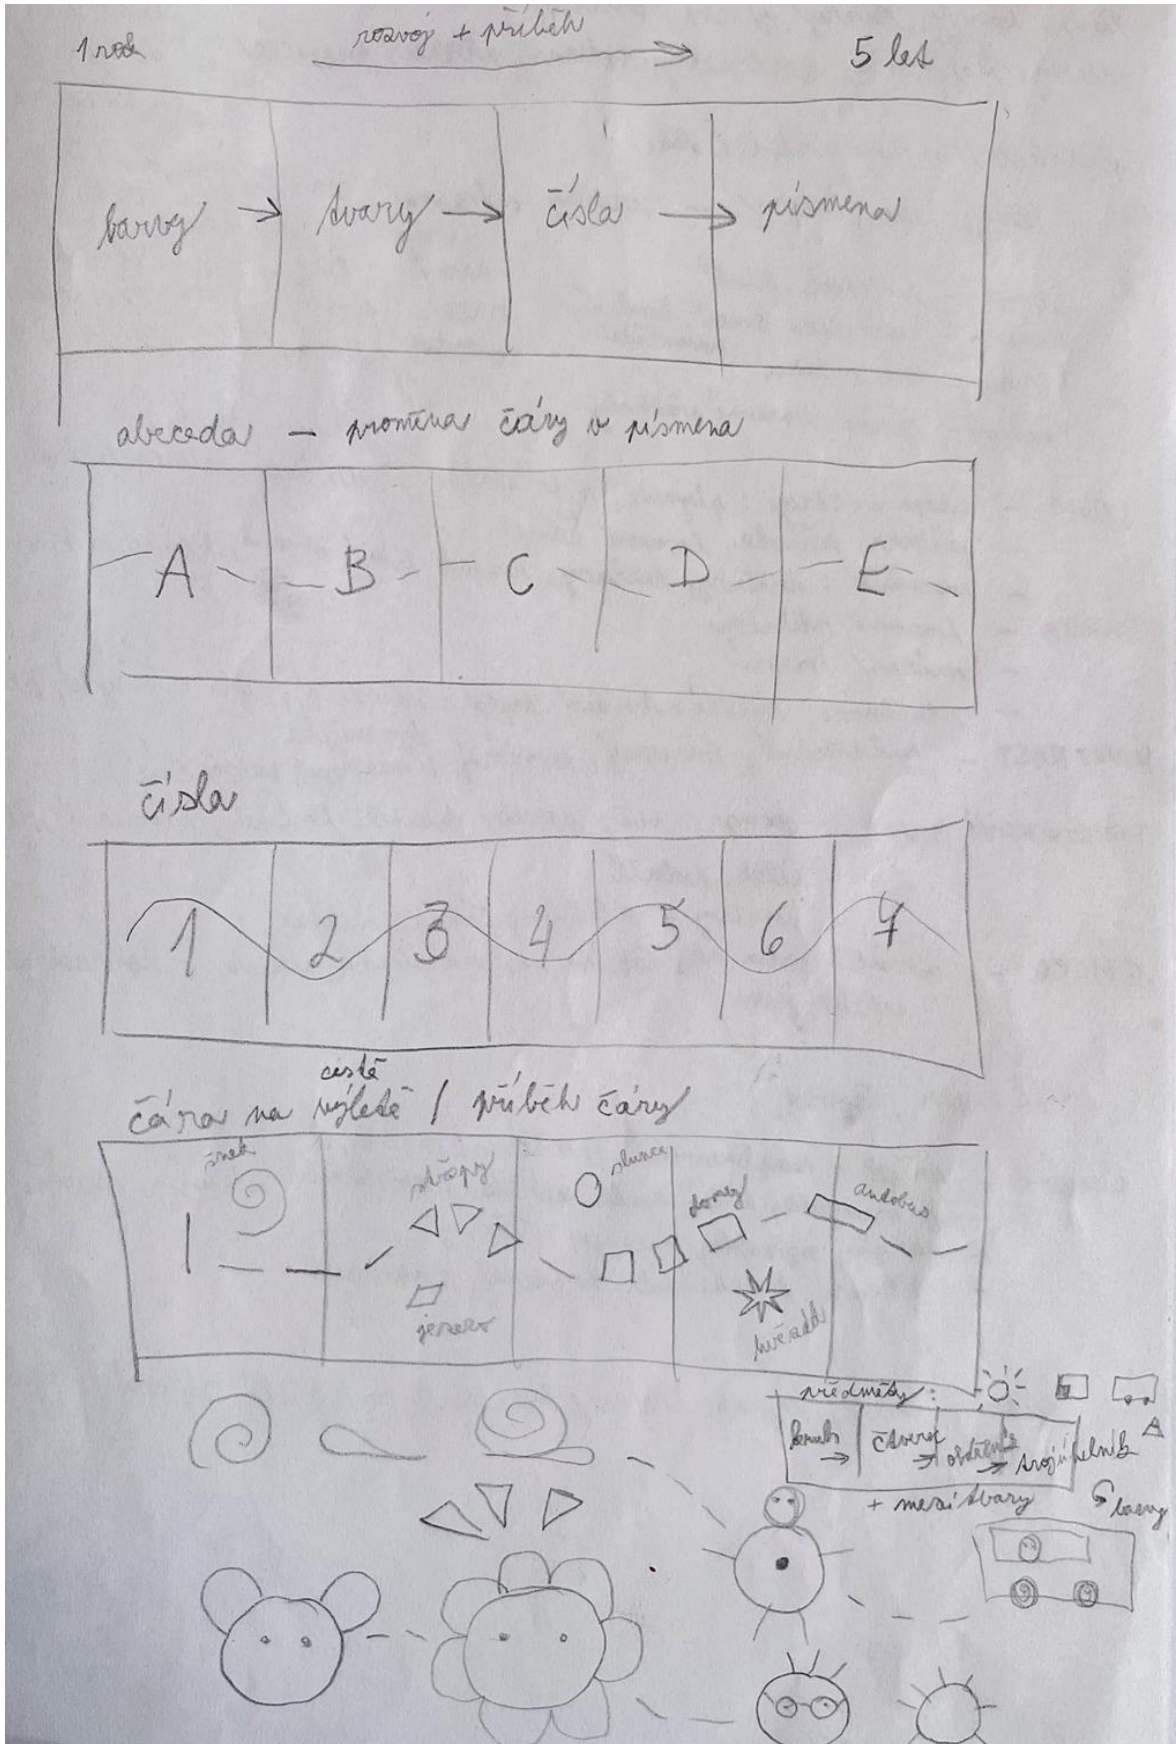 1 rok rozvoj + příběh 5 let
barvy → tvary → čísla → písmena
abeceda – proměna čáry v písmena
A B C D E
čísla
1 2 3 4 5 6 7
cestě
čára na výletě / příběh čáry
šnek
slunce
domy
autobus
jezero
hvězda
předměty:
kruh → čtverec → obdélník → trojúhelník
+ mezitvary
barvy